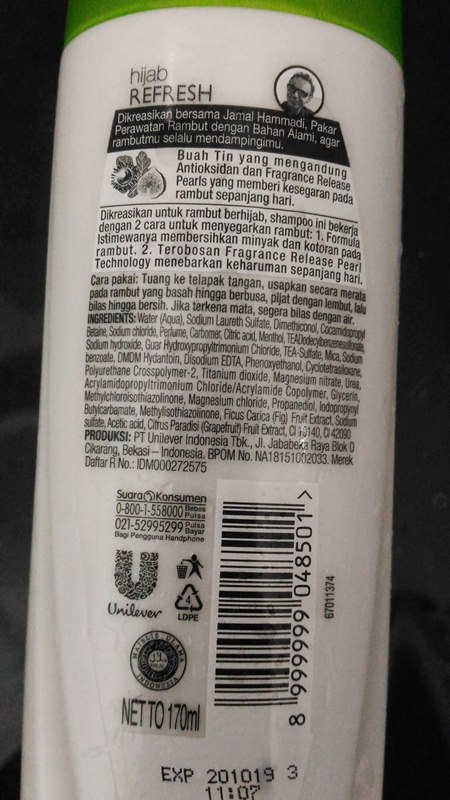 hijab
REFRESH
Dikreasikan bersama Jamal Hammadi, Pakar
Perawatan Rambut dengan Bahan Alami, agar
rambutmu selalu mendampingimu.
Buah Tin yang mengandung
Antioksidan dan Fragrance Release
Pearls yang memberi kesegaran pada
rambut sepanjang hari.
Dikreasikan untuk rambut berhijab, shampoo ini bekerja
dengan 2 cara untuk menyegarkan rambut: 1. Formula
Istimewanya membersihkan minyak dan kotoran pada
rambut. 2. Terobosan Fragrance Release Pearl
Technology menebarkan keharuman sepanjang hari.
Cara pakai: Tuang ke telapak tangan, usapkan secara merata
pada rambut yang basah hingga berbusa, pijat dengan lembut, lalu
bilas hingga bersih. Jika terkena mata, segera bilas dengan air.
INGREDIENTS: Water (Aqua), Sodium Laureth Sulfate, Dimethiconol, Cocamidopropyl
Betaine, Sodium chloride, Perfume, Carbomer, Citric acid, Menthol, TEADodecylbenzenesulfonate,
Sodium hydroxide, Guar Hydroxypropyltrimonium Chloride, TEA-Sulfate, Mica, Sodium
benzoate, DMDM Hydantoin, Disodium EDTA, Phenoxyethanol, Cyclotetrasiloxane,
Polyurethane Crosspolymer-2, Titanium dioxide, Magnesium nitrate, Urea,
Acrylamidopropyltrimonium Chloride/Acrylamide Copolymer, Glycerin,
Methylchloroisothiazolinone, Magnesium chloride, Propanediol, Iodopropynyl
Butylcarbamate, Methylisothiazolinone, Ficus Carica (Fig) Fruit Extract, Sodium
sulfate, Acetic acid, Citrus Paradisi (Grapefruit) Fruit Extract, CI 10140, CI 42090
PRODUKSI: PT Unilever Indonesia Tbk., Jl. Jababeka Raya Blok O
Cikarang, Bekasi – Indonesia. BPOM No. NA18151002033. Merek
Daftar R No.: IDM000272575
Suara Konsumen
0-800-1-558000 Bebas Pulsa
021-52995299 Pulsa Bayar
Bagi Pengguna Handphone
Unilever
4
LDPE
MAJELIS ULAMA INDONESIA
HALAL
NETTO 170ml
8 999999 048501 >
67011374
EXP 201019 3
11:07